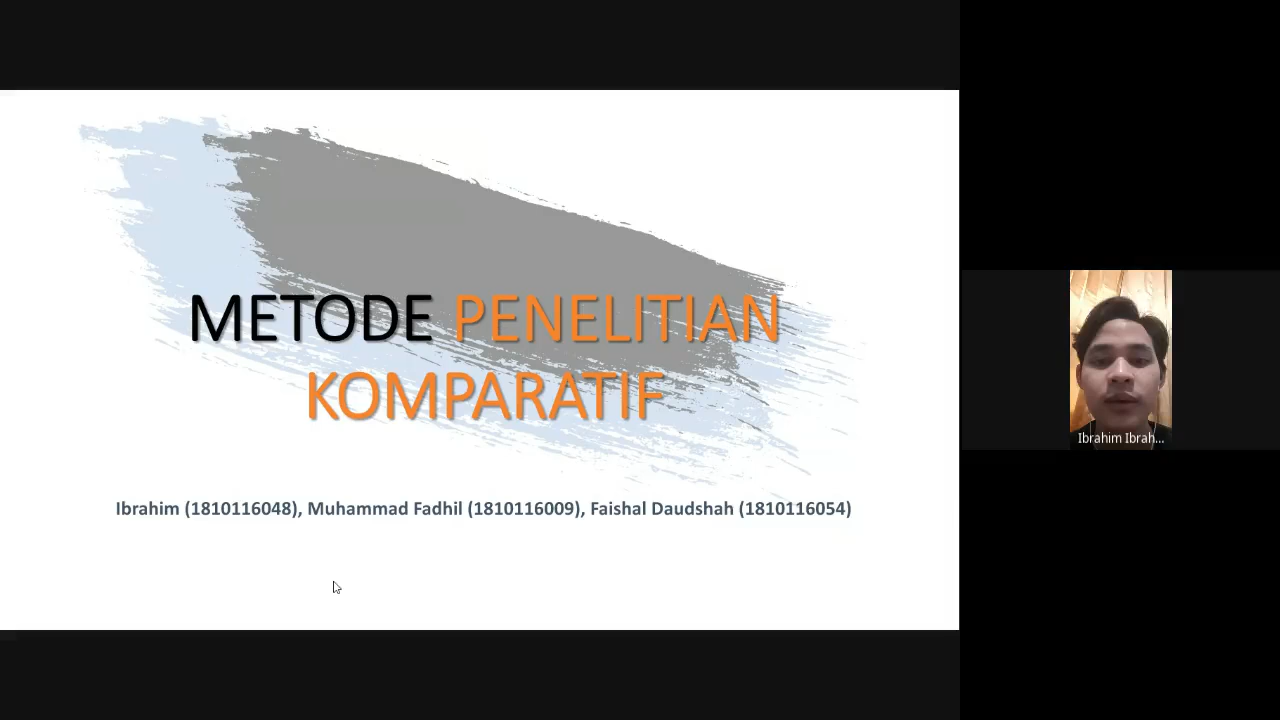 METODE PENELITIAN
KOMPARATIF
Ibrahim (1810116048), Muhammad Fadhil (1810116009), Faishal Daudshah (1810116054)
Ibrahim Ibrah...